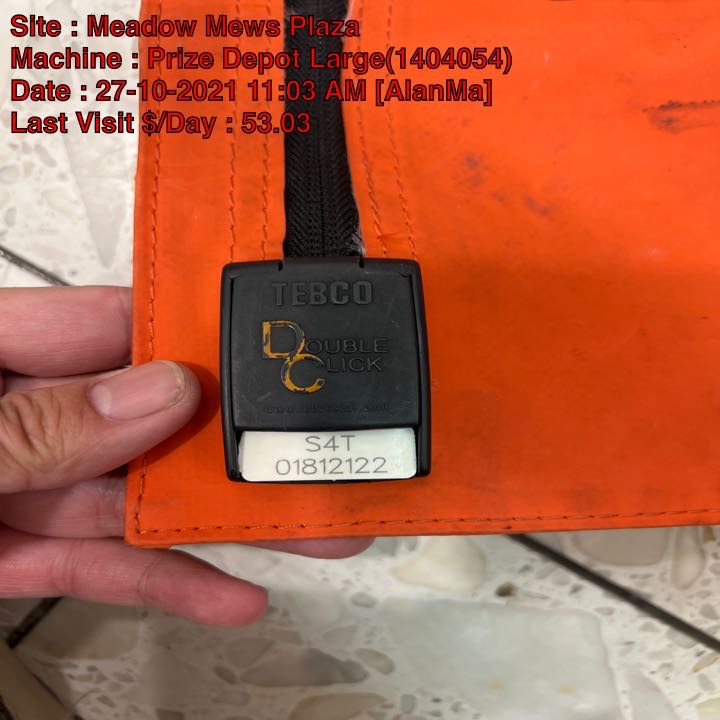 Site : Meadow Mews Plaza
Machine : Prize Depot Large(1404054)
Date : 27-10-2021 11:03 AM [AlanMa]
Last Visit $/Day : 53.03
TEBCO
DOUBLE
CLICK
S4T
01812122